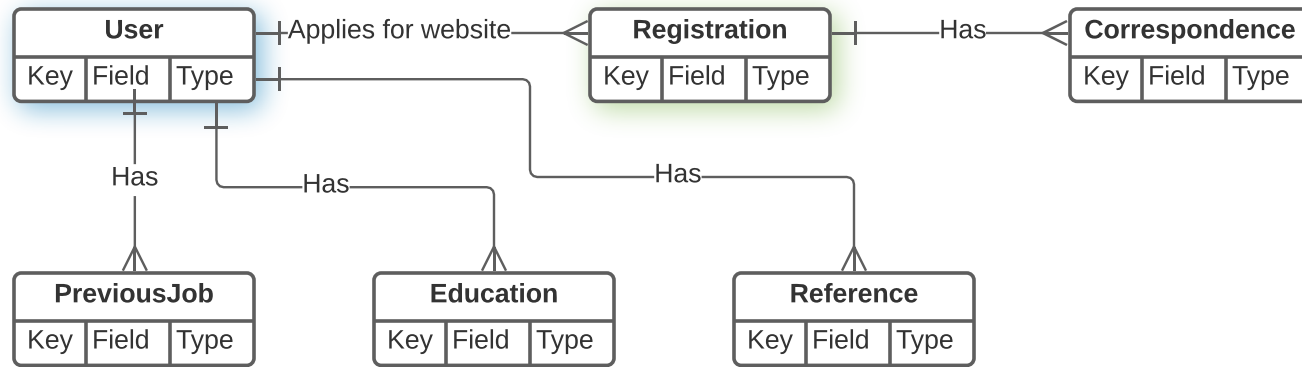 User
Key Field Type
Applies for website
Registration
Key Field Type
Has
Correspondence
Key Field Type
Has
Has
Has
PreviousJob
Key Field Type
Education
Key Field Type
Reference
Key Field Type